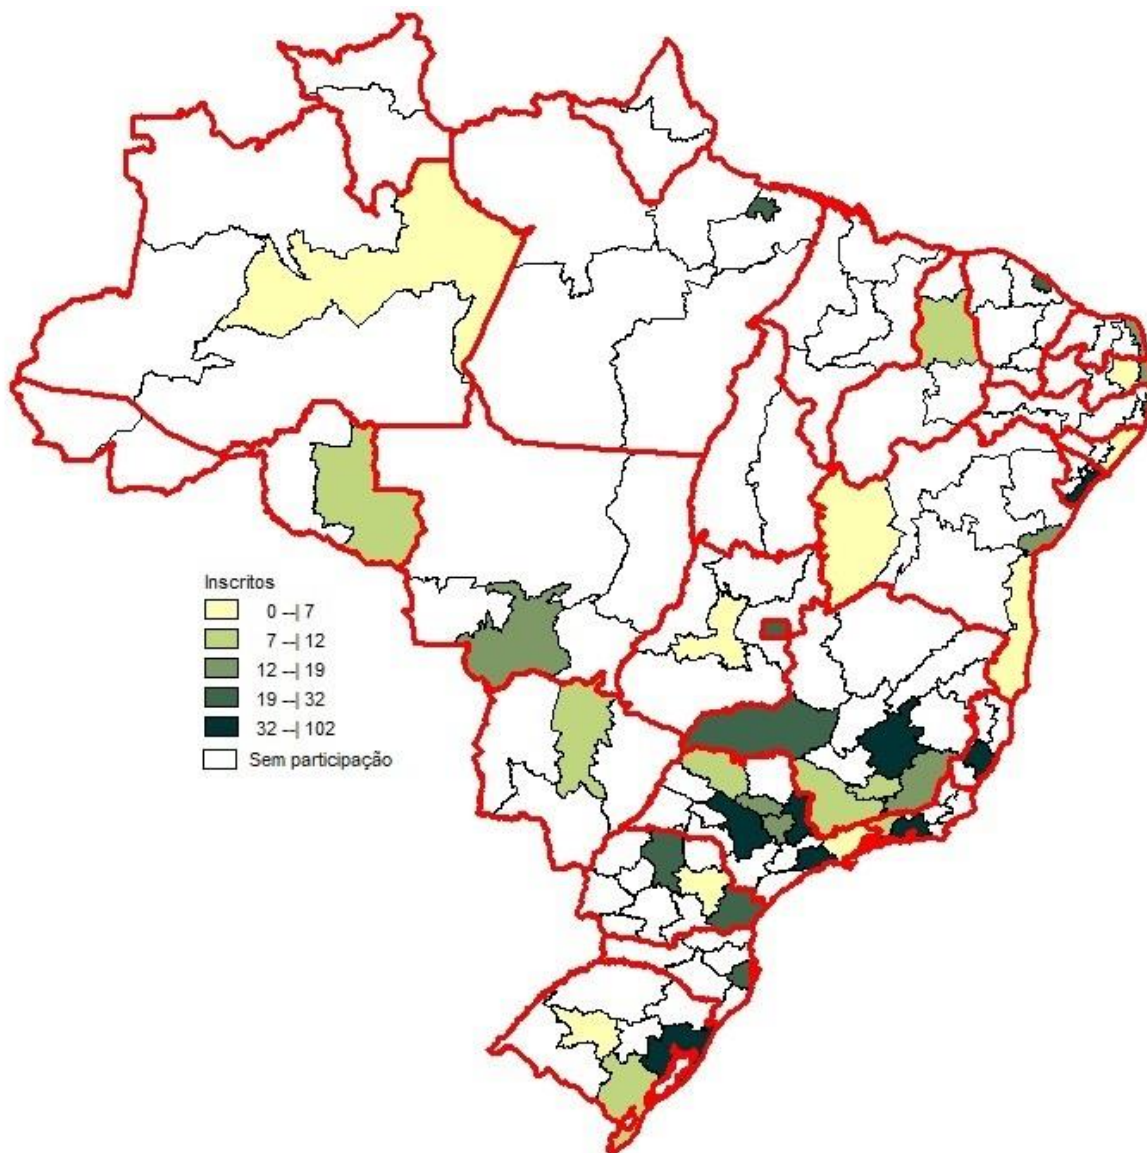 Inscritos
0 --| 7
7 --| 12
12 --| 19
19 --| 32
32 --| 102
Sem participação